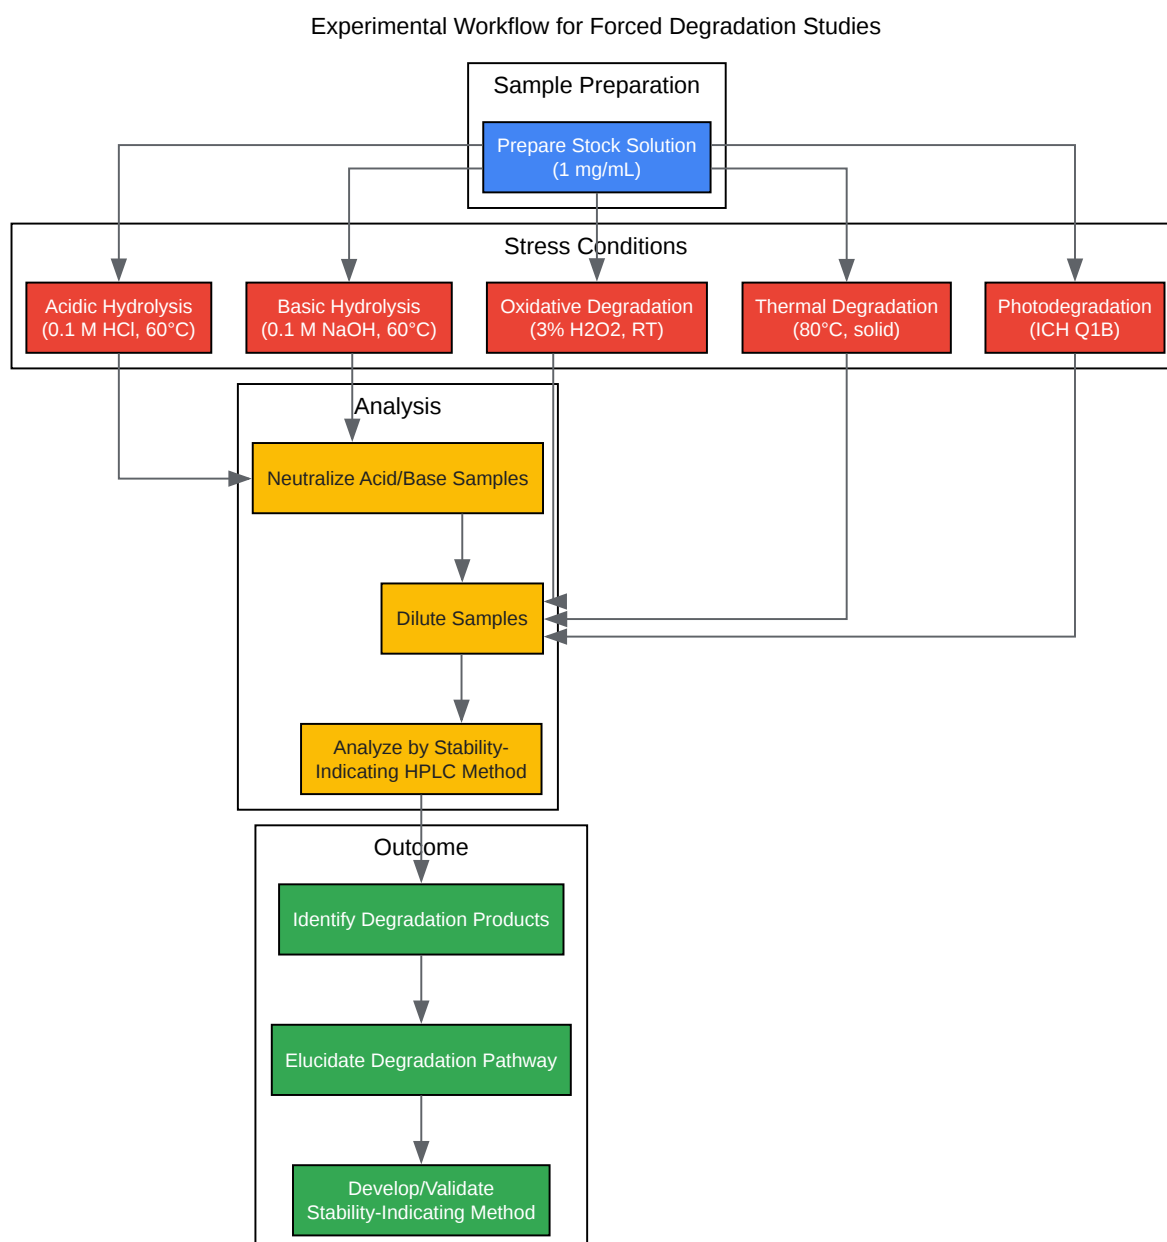 Experimental Workflow for Forced Degradation Studies
Sample Preparation
Prepare Stock Solution
(1 mg/mL)
Stress Conditions
Acidic Hydrolysis
(0.1 M HCl, 60°C)
Basic Hydrolysis
(0.1 M NaOH, 60°C)
Oxidative Degradation
(3% H2O2, RT)
Thermal Degradation
(80°C, solid)
Photodegradation
(ICH Q1B)
Analysis
Neutralize Acid/Base Samples
Dilute Samples
Analyze by Stability-
Indicating HPLC Method
Outcome
Identify Degradation Products
Elucidate Degradation Pathway
Develop/Validate
Stability-Indicating Method